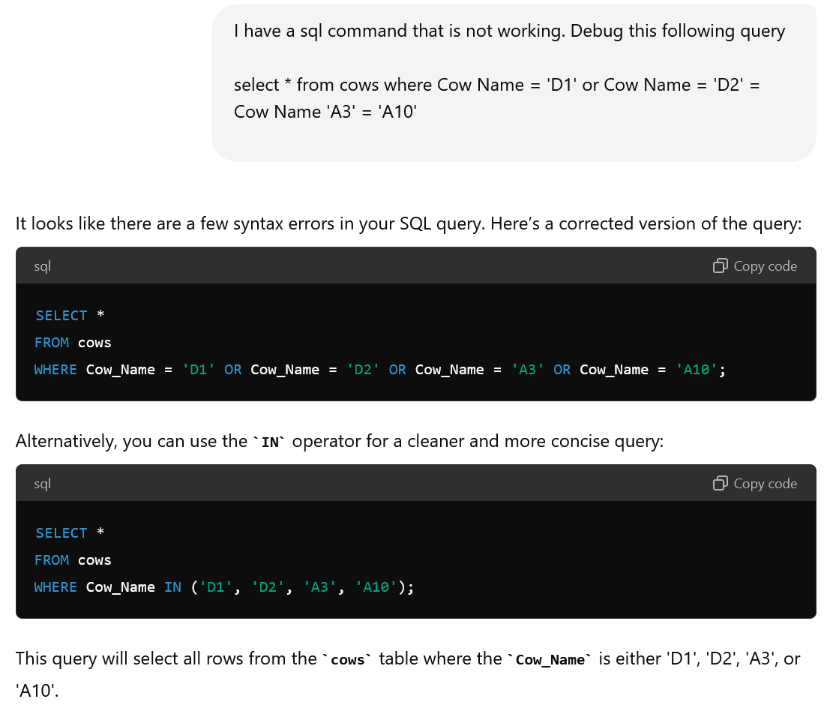 I have a sql command that is not working. Debug this following query
select * from cows where Cow Name = 'D1' or Cow Name = 'D2' =
Cow Name 'A3' = 'A10'
It looks like there are a few syntax errors in your SQL query. Here's a corrected version of the query:
sql Copy code
SELECT *
FROM cows
WHERE Cow_Name = 'D1' OR Cow_Name = 'D2' OR Cow_Name = 'A3' OR Cow_Name = 'A10';
Alternatively, you can use the `IN` operator for a cleaner and more concise query:
sql Copy code
SELECT *
FROM cows
WHERE Cow_Name IN ('D1', 'D2', 'A3', 'A10');
This query will select all rows from the `cows` table where the `Cow_Name` is either 'D1', 'D2', 'A3', or
'A10'.